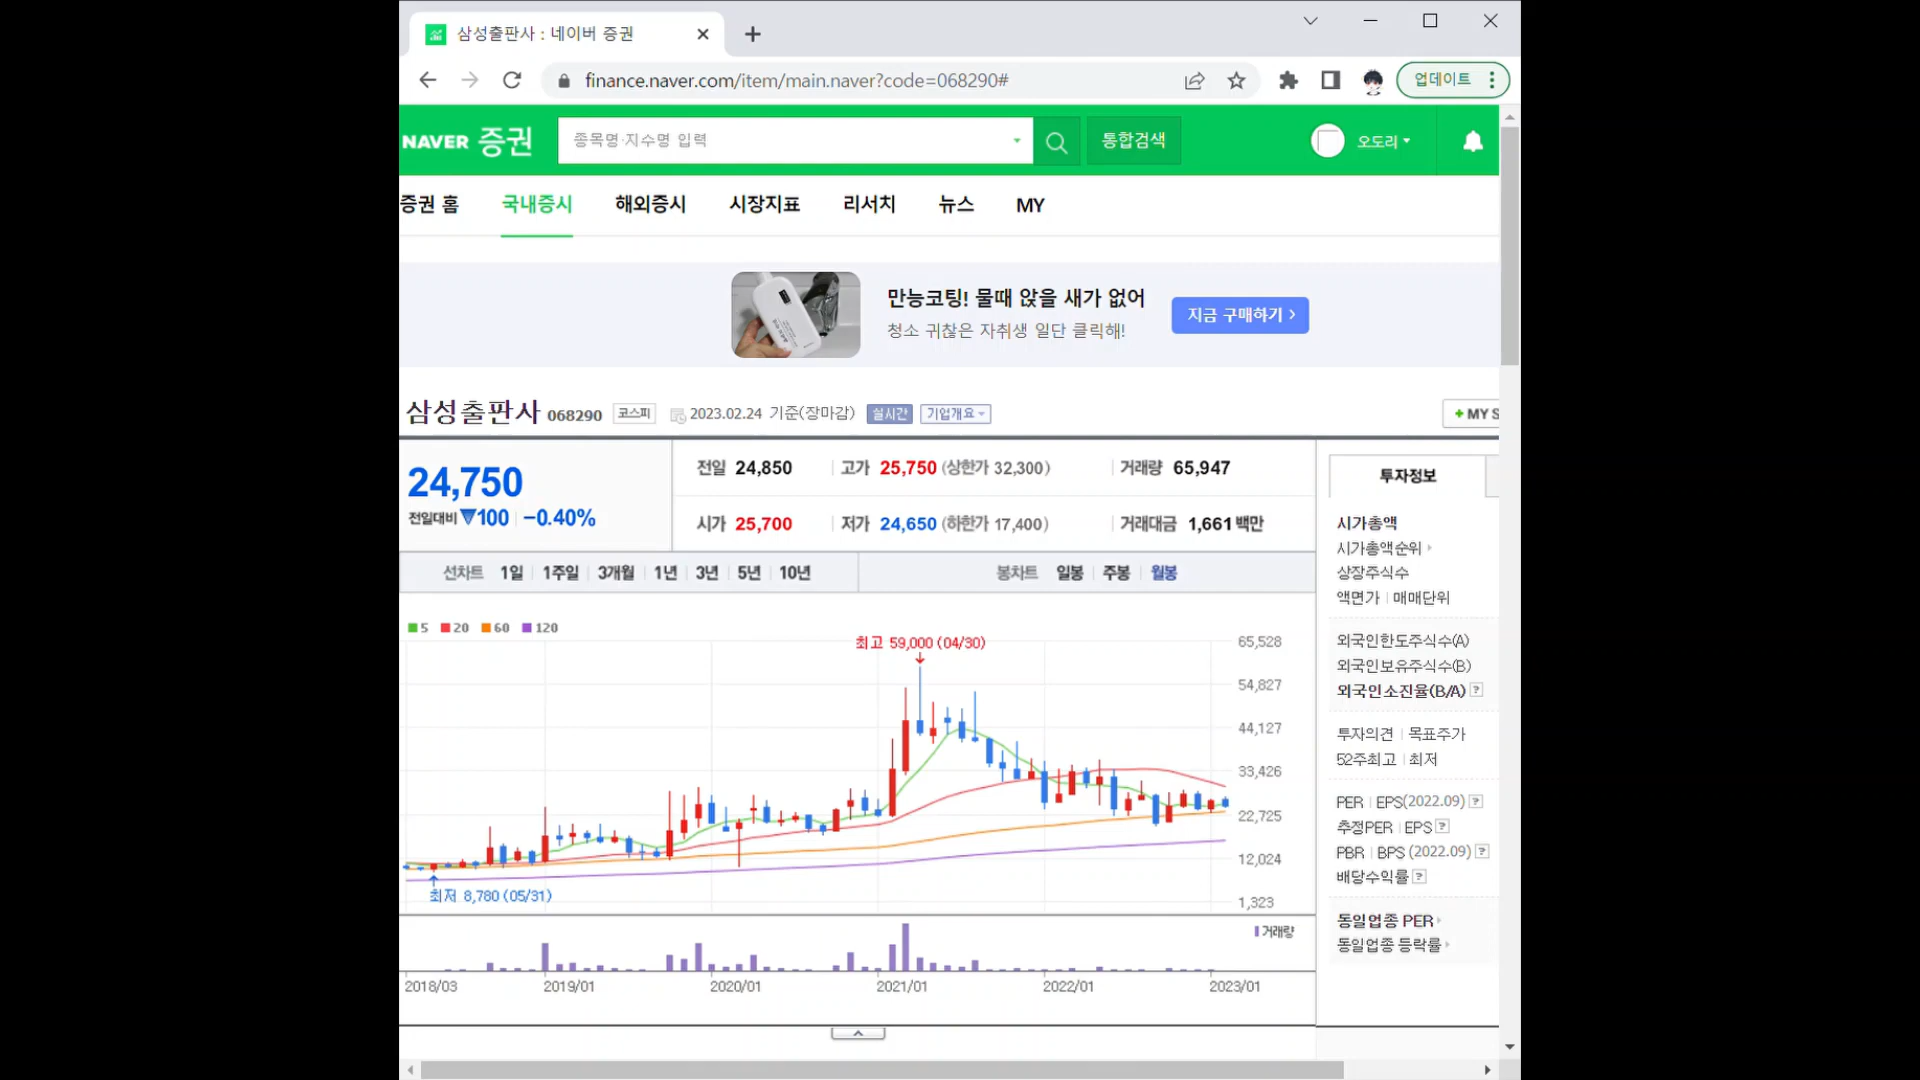 삼성출판사 : 네이버 증권
finance.naver.com/item/main.naver?code=068290#
업데이트
NAVER 증권
종목명·지수명 입력
통합검색
오도리
증권 홈 국내증시 해외증시 시장지표 리서치 뉴스 MY
만능코팅! 물때 앉을 새가 없어
청소 귀찮은 자취생 일단 클릭해!
지금 구매하기 >
삼성출판사 068290 코스피 2023.02.24 기준(장마감) 실시간 기업개요
+ MY S
24,750
전일대비 ▼100 | -0.40%
전일 24,850 | 고가 25,750 (상한가 32,300) | 거래량 65,947
시가 25,700 | 저가 24,650 (하한가 17,400) | 거래대금 1,661 백만
선차트 1일 1주일 3개월 1년 3년 5년 10년
봉차트 일봉 주봉 월봉
5 20 60 120
최고 59,000 (04/30)
65,528
54,827
44,127
33,426
22,725
12,024
1,323
최저 8,780 (05/31)
거래량
2018/03 2019/01 2020/01 2021/01 2022/01 2023/01
투자정보
시가총액
시가총액순위
상장주식수
액면가 | 매매단위
외국인한도주식수(A)
외국인보유주식수(B)
외국인소진율(B/A) ?
투자의견 | 목표주가
52주최고 | 최저
PER | EPS(2022.09) ?
추정PER | EPS ?
PBR | BPS (2022.09) ?
배당수익률 ?
동일업종 PER
동일업종 등락률